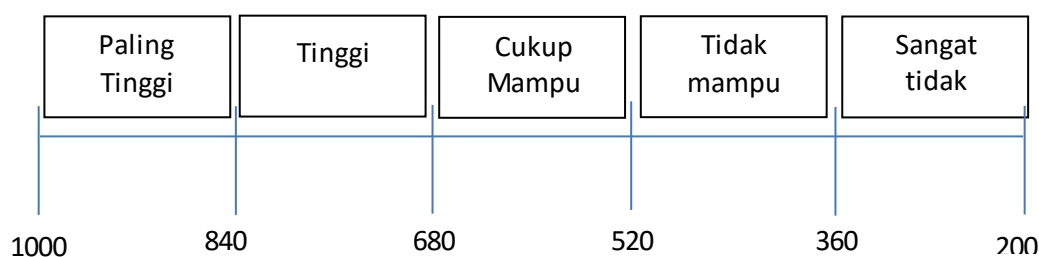 Paling
Tinggi
Tinggi
Cukup
Mampu
Tidak
mampu
Sangat
tidak
1000 840 680 520 360 200